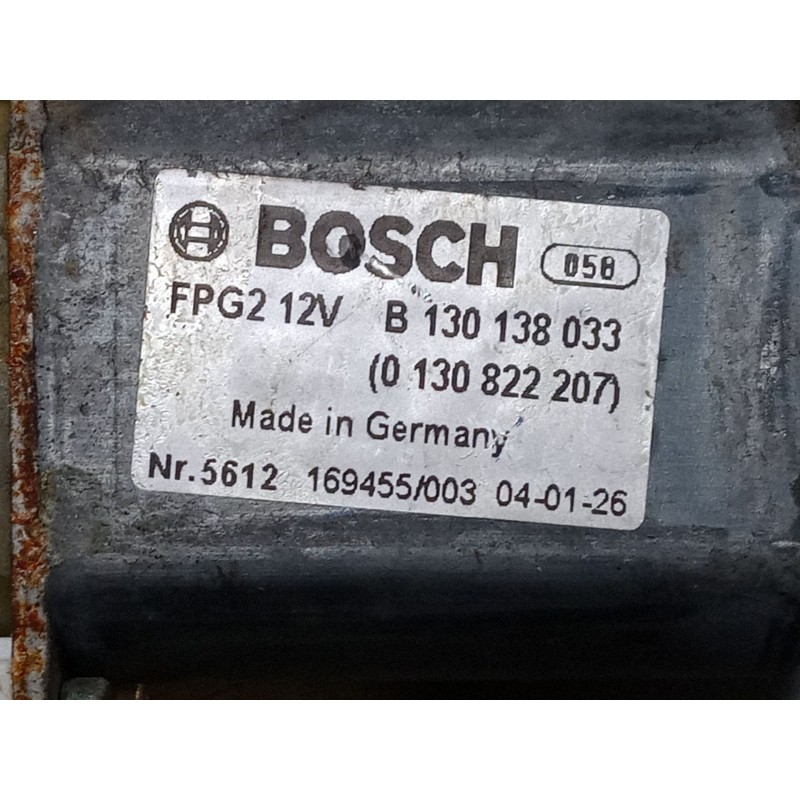 BOSCH 058
FPG2 12V B 130 138 033
(0 130 822 207)
Made in Germany
Nr.5612 169455/003 04-01-26